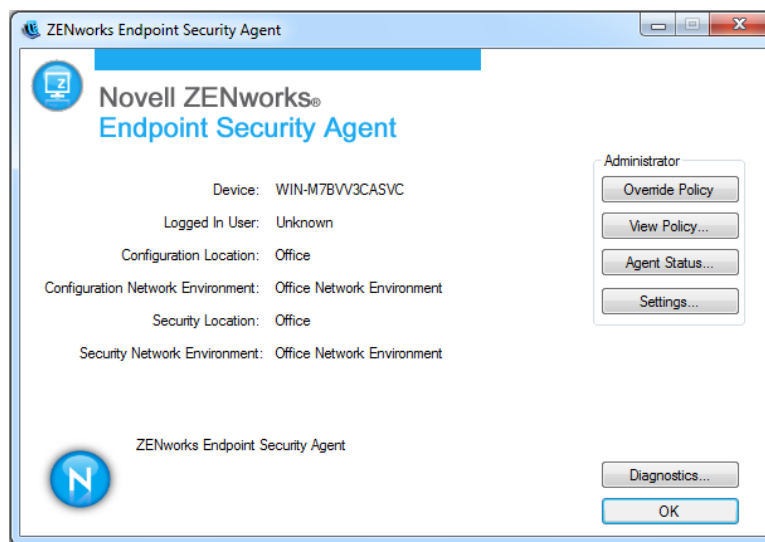 ZENworks Endpoint Security Agent
Z
Novell ZENworks®
Endpoint Security Agent
Administrator
Device: WIN-M7BVV3CASVC
Override Policy
Logged In User: Unknown
View Policy...
Configuration Location: Office
Agent Status...
Configuration Network Environment: Office Network Environment
Settings...
Security Location: Office
Security Network Environment: Office Network Environment
ZENworks Endpoint Security Agent
N
Diagnostics...
OK